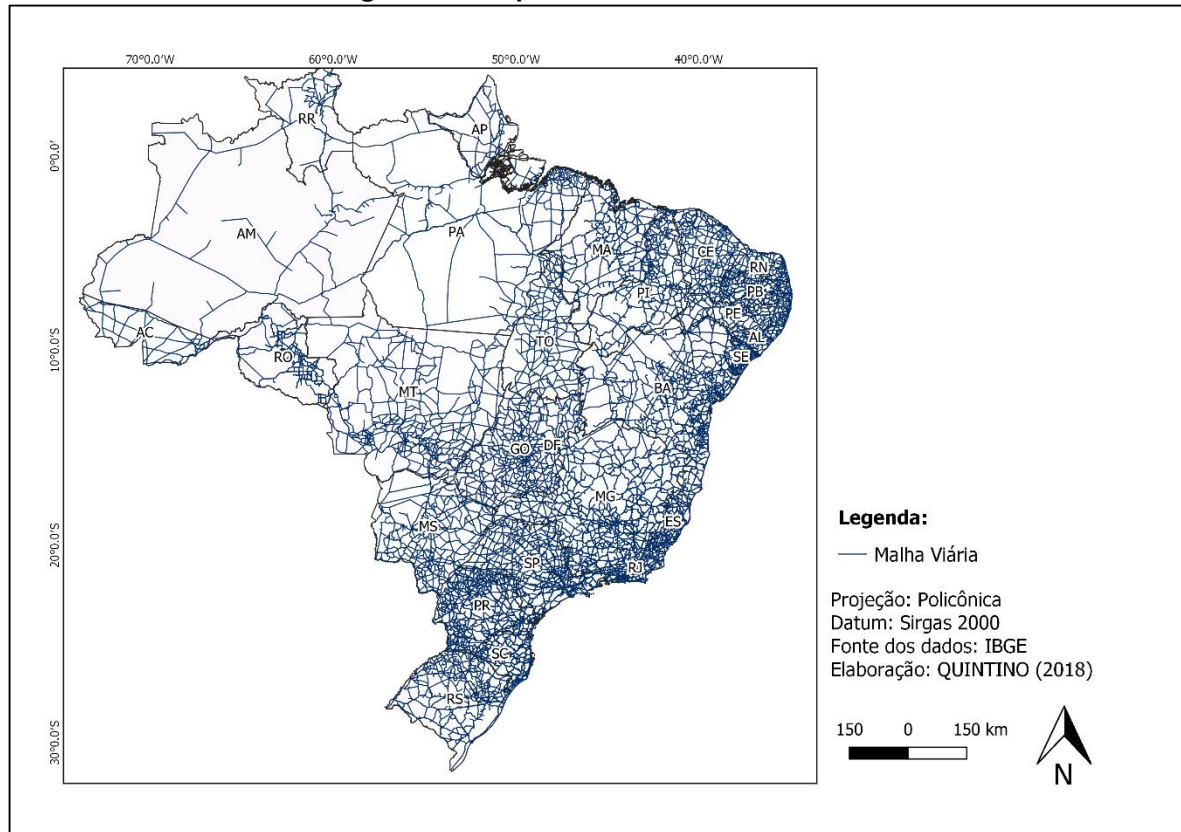 70°0.0'W 60°0.0'W 50°0.0'W 40°0.0'W
0°0.0'
10°0.0'S
20°0.0'S
30°0.0'S
RR
AP
AM
PA
MA
CE
RN
PB
PI
PE
AC
AL
TO
SE
RO
BA
MT
GO
DF
MG
MS
ES
SP
RJ
PR
SC
RS
Legenda:
Malha Viária
Projeção: Policônica
Datum: Sirgas 2000
Fonte dos dados: IBGE
Elaboração: QUINTINO (2018)
150 0 150 km
N